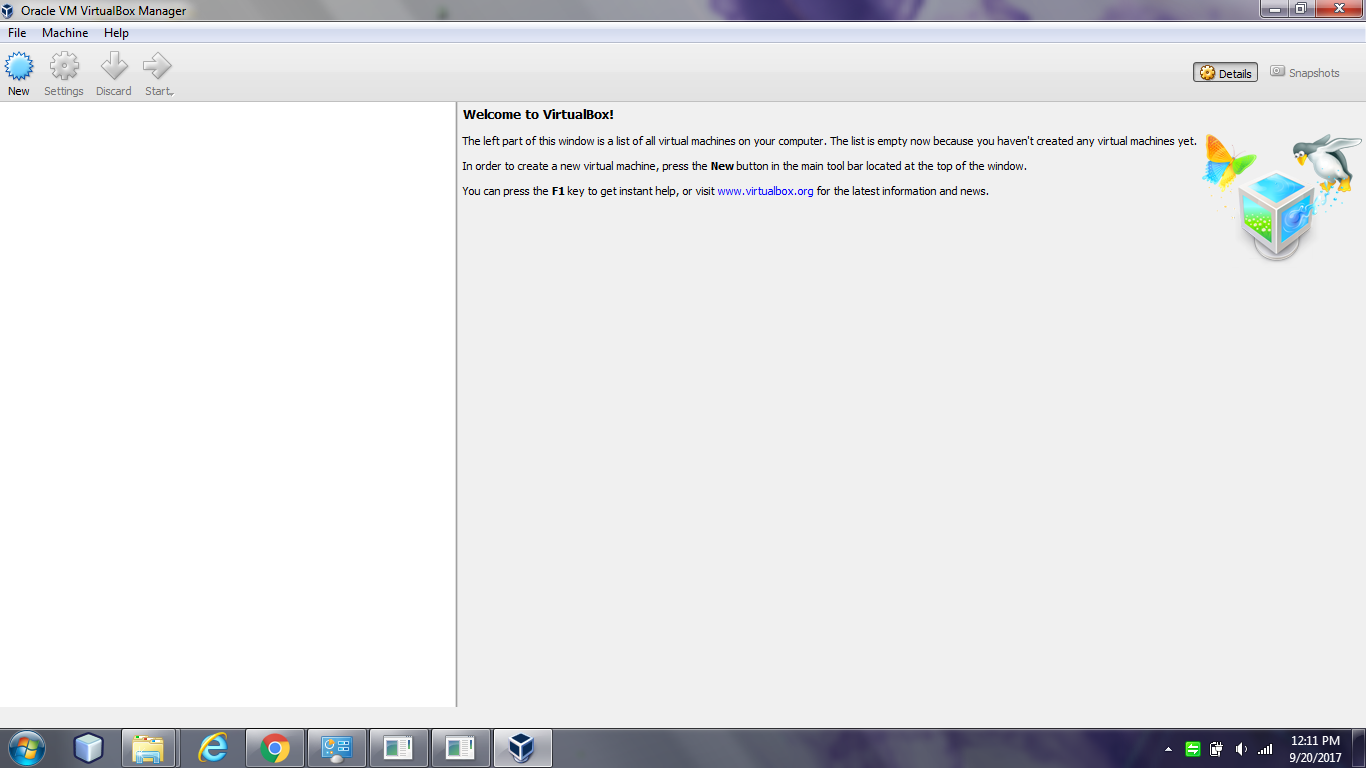 Oracle VM VirtualBox Manager
File Machine Help
New Settings Discard Start
Details Snapshots
Welcome to VirtualBox!
The left part of this window is a list of all virtual machines on your computer. The list is empty now because you haven't created any virtual machines yet.
In order to create a new virtual machine, press the New button in the main tool bar located at the top of the window.
You can press the F1 key to get instant help, or visit www.virtualbox.org for the latest information and news.
12:11 PM
9/20/2017